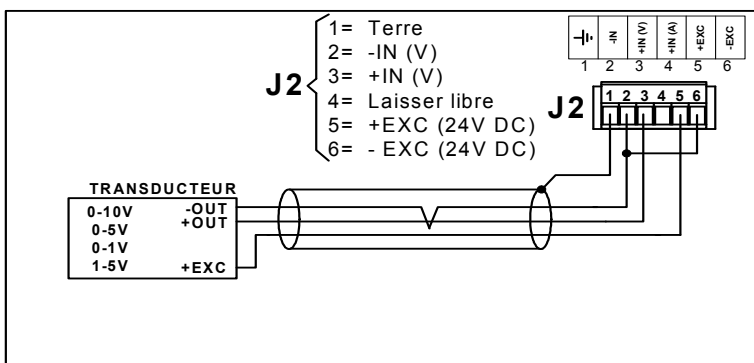 1= Terre
2= -IN (V)
3= +IN (V)
J2
4= Laisser libre
5= +EXC (24V DC)
6= - EXC (24V DC)
-IN
+IN (V)
+IN (A)
+EXC
-EXC
1 2 3 4 5 6
J2
1 2 3 4 5 6
TRANSDUCTEUR
0-10V -OUT
+OUT
0-5V
0-1V
1-5V +EXC